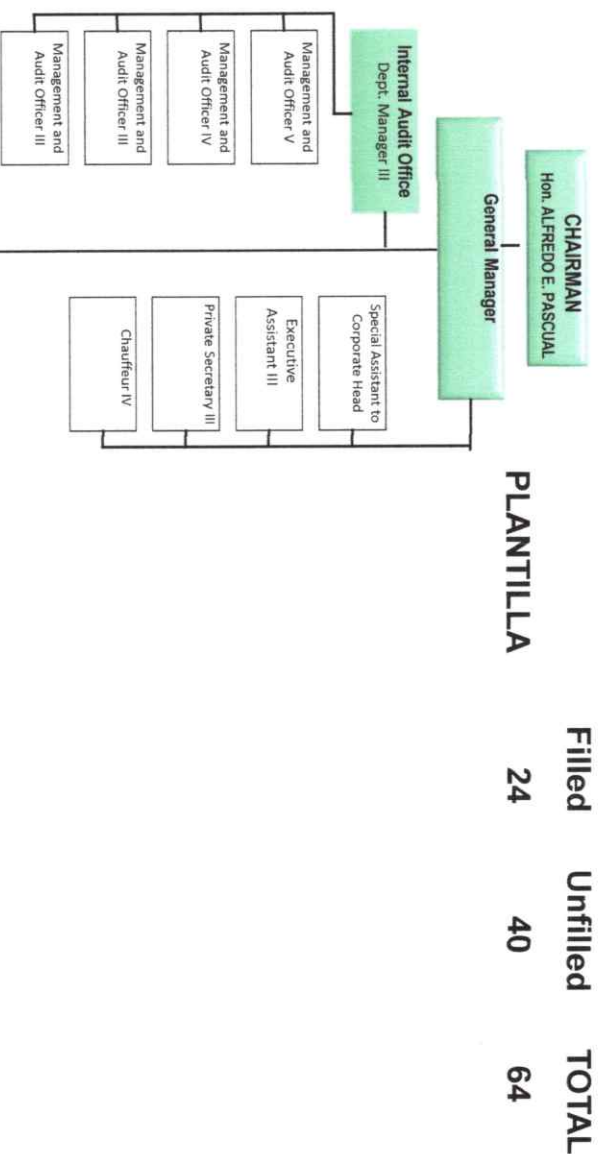 CHAIRMAN
Hon. ALFREDO E. PASCUAL
General Manager
Internal Audit Office
Dept. Manager III
Management and
Audit Officer V
Management and
Audit Officer IV
Management and
Audit Officer III
Management and
Audit Officer III
Special Assistant to
Corporate Head
Executive
Assistant III
Private Secretary III
Chauffeur IV
Filled Unfilled TOTAL
PLANTILLA 24 40 64